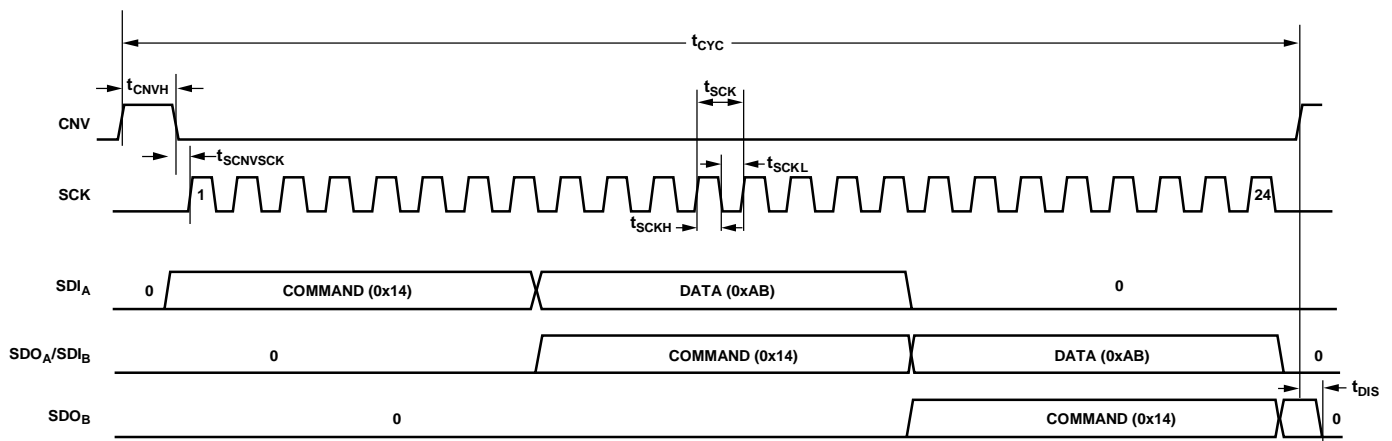 tCYC
tCNVH
tSCK
CNV
tSCNVSCK
tSCKL
SCK
1
24
tSCKH
SDIA
0
COMMAND (0x14)
DATA (0xAB)
0
SDOA/SDIB
0
COMMAND (0x14)
DATA (0xAB)
0
tDIS
SDOB
0
COMMAND (0x14)
0